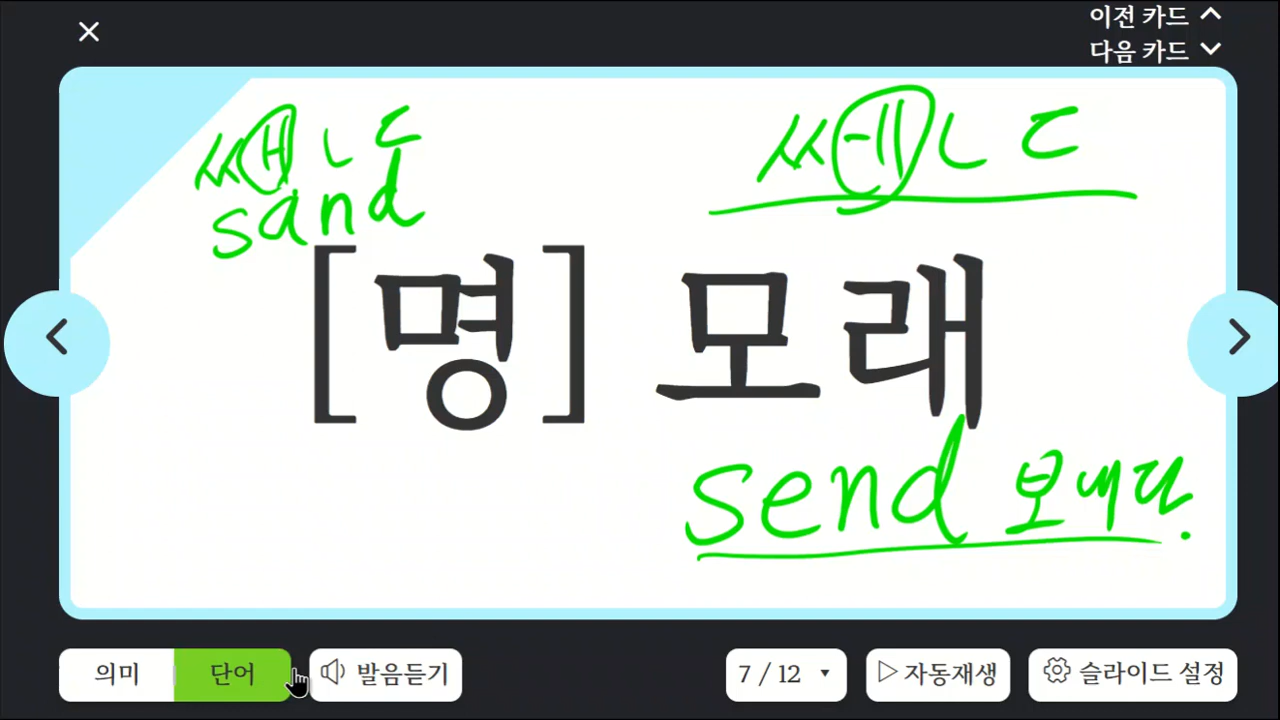 이전 카드
다음 카드
쌔ㄴㄷ
sand
쎄ㄴㄷ
[명] 모래
send 보내다.
의미
단어
발음듣기
7 / 12
자동재생
슬라이드 설정